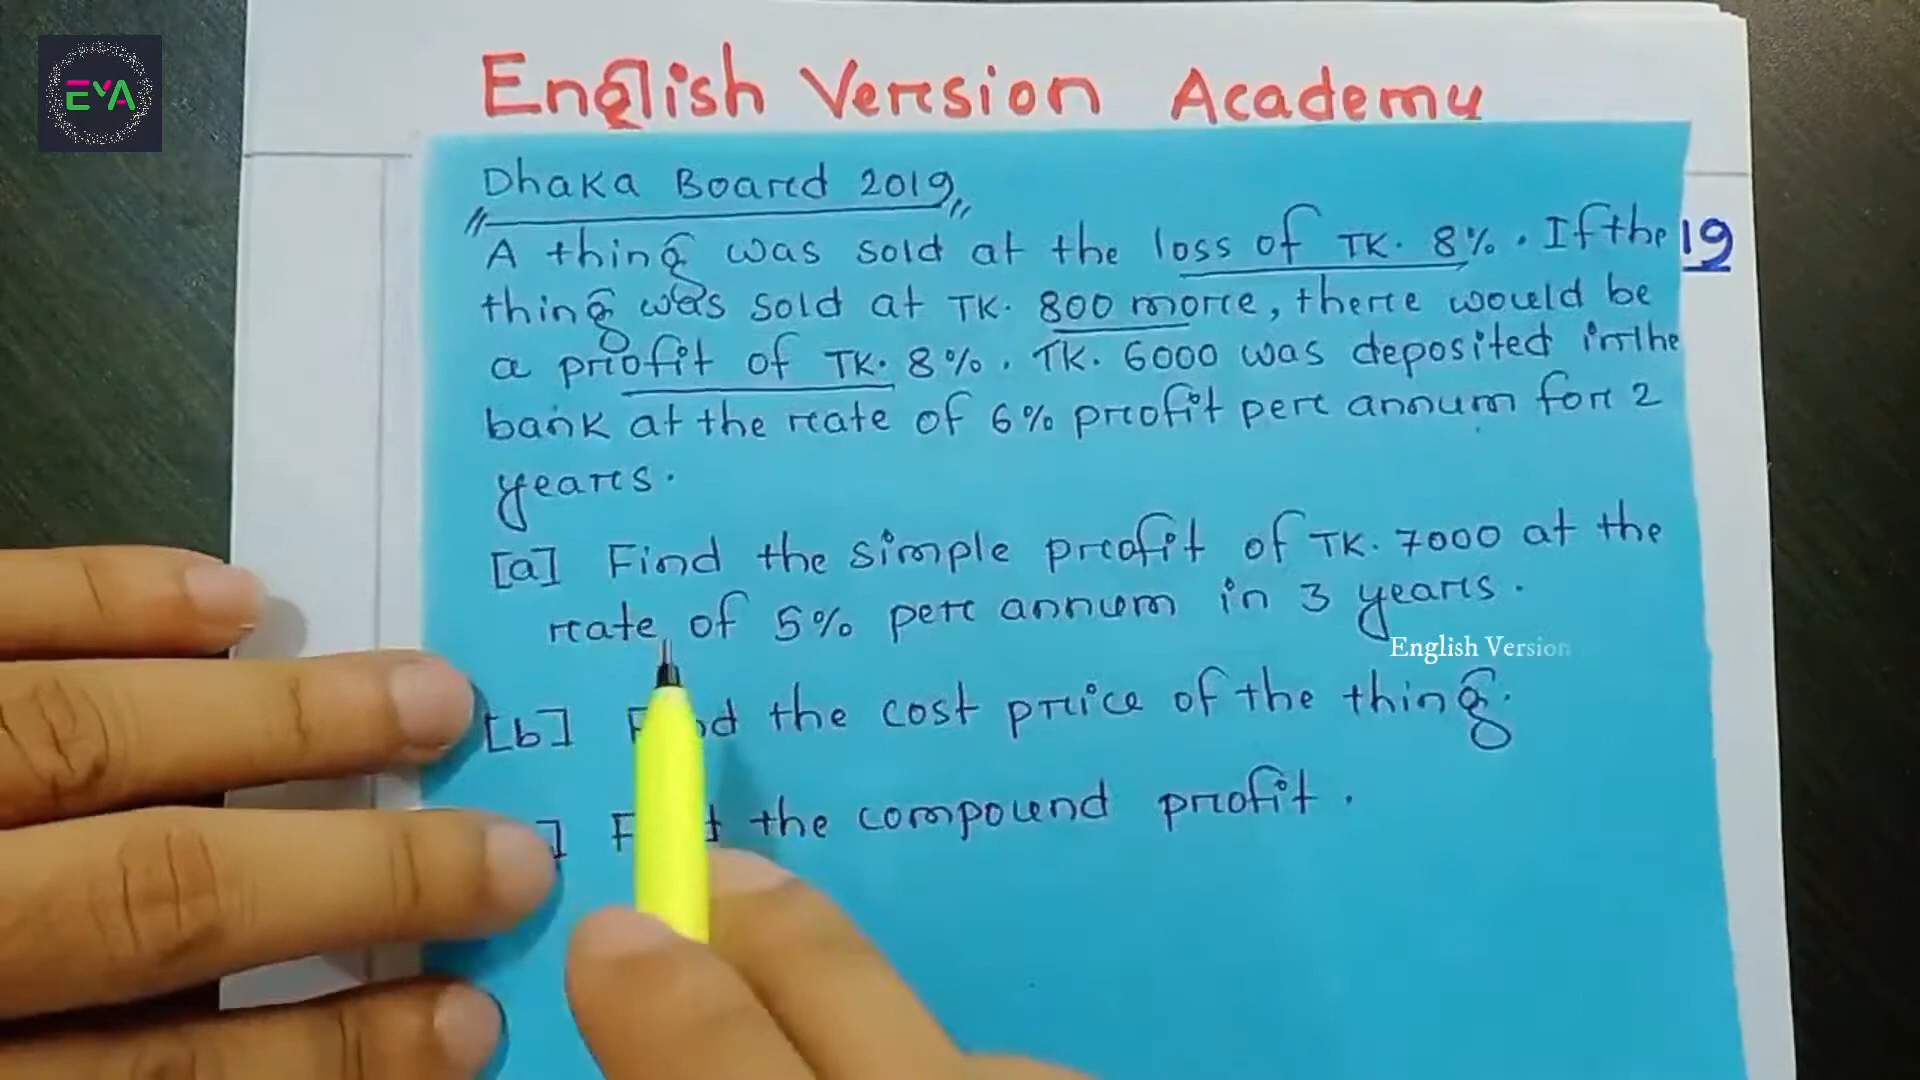 EVA
English Version Academy
Dhaka Board 2019
A thing was sold at the loss of TK. 8%. If the
19
thing was sold at TK. 800 more, there would be
a profit of TK. 8%. TK. 6000 was deposited in the
bank at the rate of 6% profit per annum for 2
years.
[a] Find the simple profit of TK. 7000 at the
rate of 5% per annum in 3 years.
English Version
[b] Find the cost price of the thing.
] the compound profit.